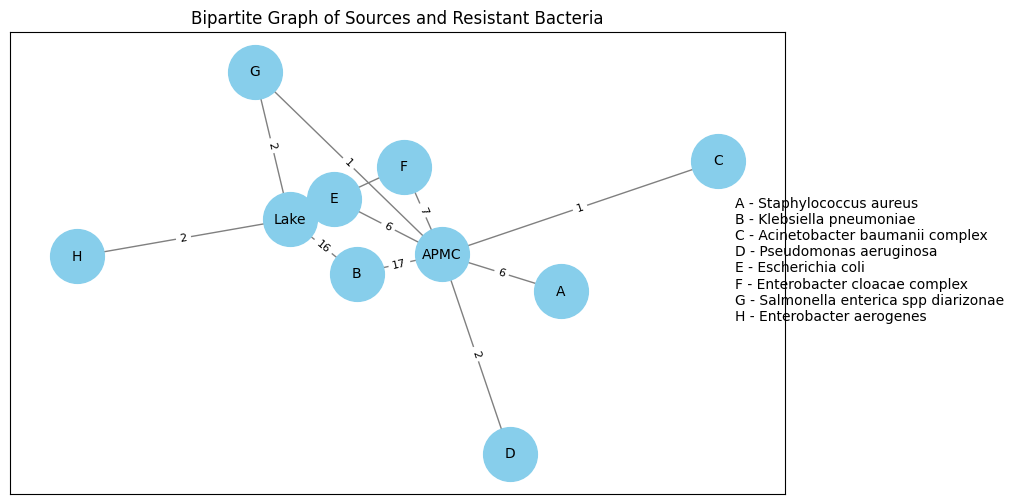 Bipartite Graph of Sources and Resistant Bacteria
G
2
1
F
C
E
7
1
Lake
6
H
2
16
APMC
B
17
6
A
2
D
A - Staphylococcus aureus
B - Klebsiella pneumoniae
C - Acinetobacter baumanii complex
D - Pseudomonas aeruginosa
E - Escherichia coli
F - Enterobacter cloacae complex
G - Salmonella enterica spp diarizonae
H - Enterobacter aerogenes